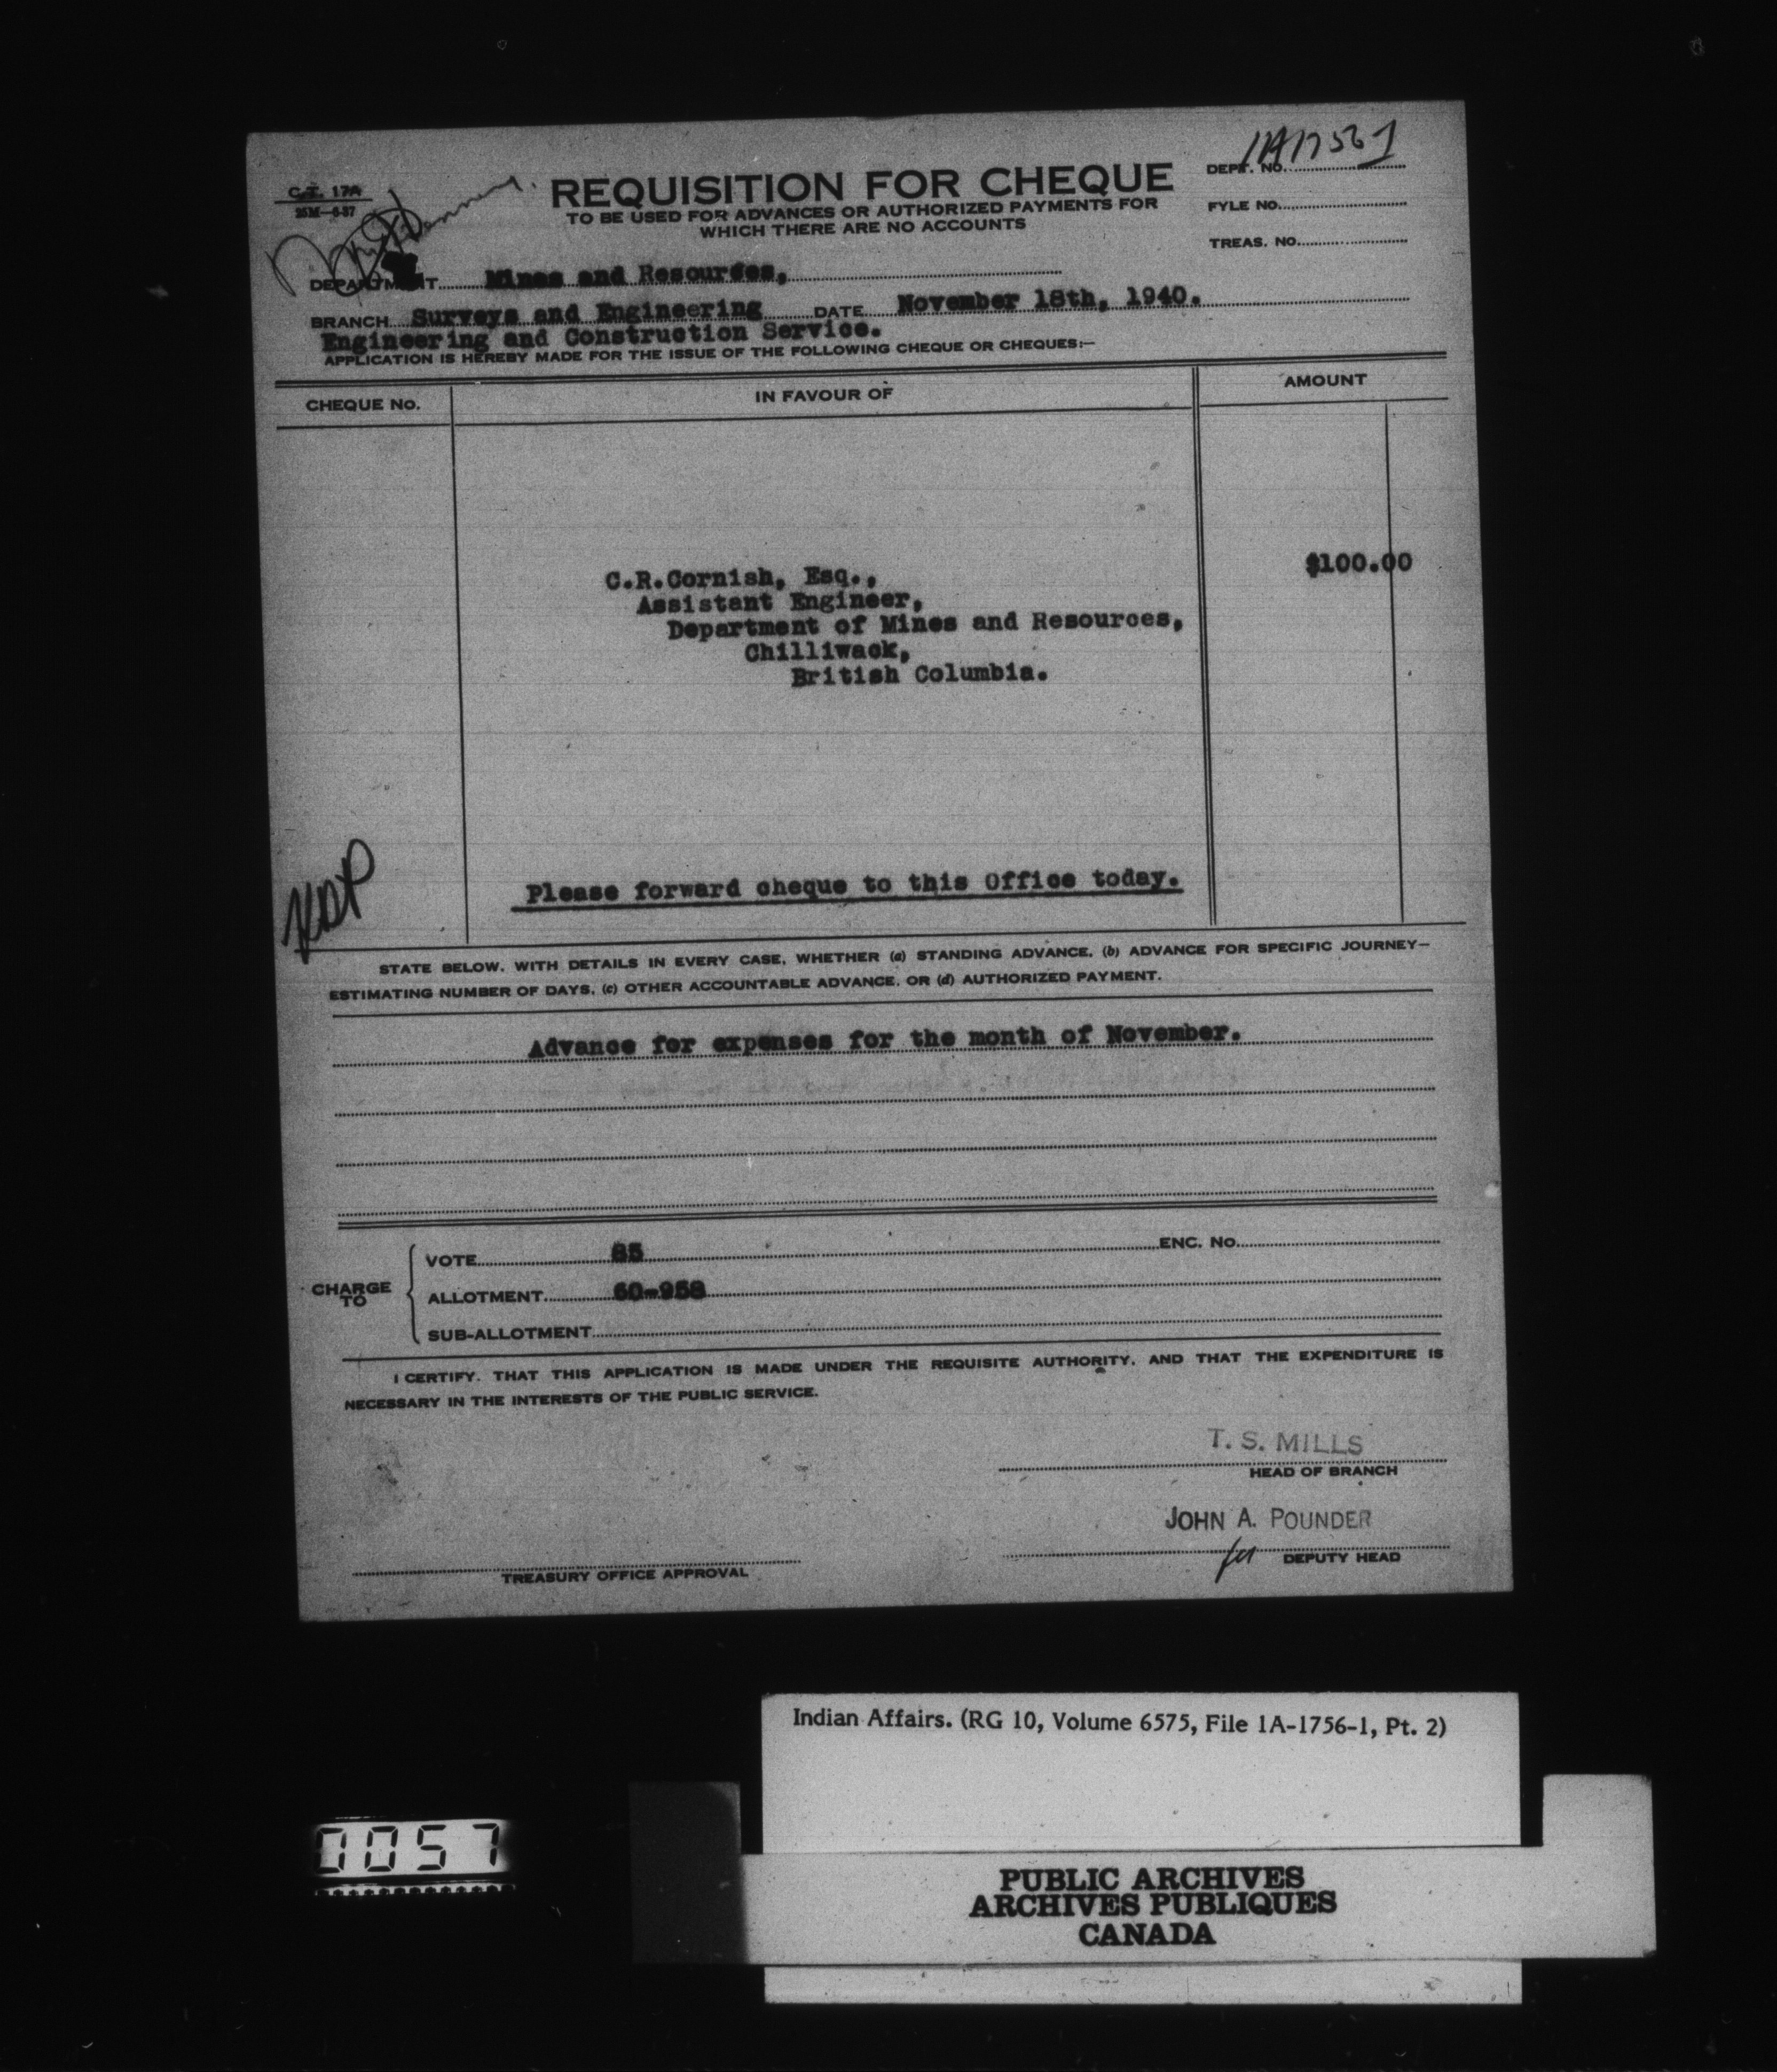 C.T. 17A
25M—6-37
REQUISITION FOR CHEQUE
TO BE USED FOR ADVANCES OR AUTHORIZED PAYMENTS FOR
WHICH THERE ARE NO ACCOUNTS
DEPT. NO.
FYLE NO.
TREAS. NO.
DEPARTMENT Mines and Resources,
BRANCH Surveys and Engineering DATE November 18th, 1940.
Engineering and Construction Service.
APPLICATION IS HEREBY MADE FOR THE ISSUE OF THE FOLLOWING CHEQUE OR CHEQUES:—
CHEQUE No. IN FAVOUR OF AMOUNT
C.R.Cornish, Esq., $100.00
Assistant Engineer,
Department of Mines and Resources,
Chilliwack,
British Columbia.
Please forward cheque to this Office today.
STATE BELOW, WITH DETAILS IN EVERY CASE, WHETHER (a) STANDING ADVANCE, (b) ADVANCE FOR SPECIFIC JOURNEY—
ESTIMATING NUMBER OF DAYS, (c) OTHER ACCOUNTABLE ADVANCE, OR (d) AUTHORIZED PAYMENT.
Advance for expenses for the month of November.
CHARGE TO
VOTE 85 ENC. No.
ALLOTMENT 60-958
SUB-ALLOTMENT
I CERTIFY, THAT THIS APPLICATION IS MADE UNDER THE REQUISITE AUTHORITY, AND THAT THE EXPENDITURE IS
NECESSARY IN THE INTERESTS OF THE PUBLIC SERVICE.
T. S. MILLS
HEAD OF BRANCH
JOHN A. POUNDER
for DEPUTY HEAD
TREASURY OFFICE APPROVAL
Indian Affairs. (RG 10, Volume 6575, File 1A-1756-1, Pt. 2)
0057
PUBLIC ARCHIVES
ARCHIVES PUBLIQUES
CANADA